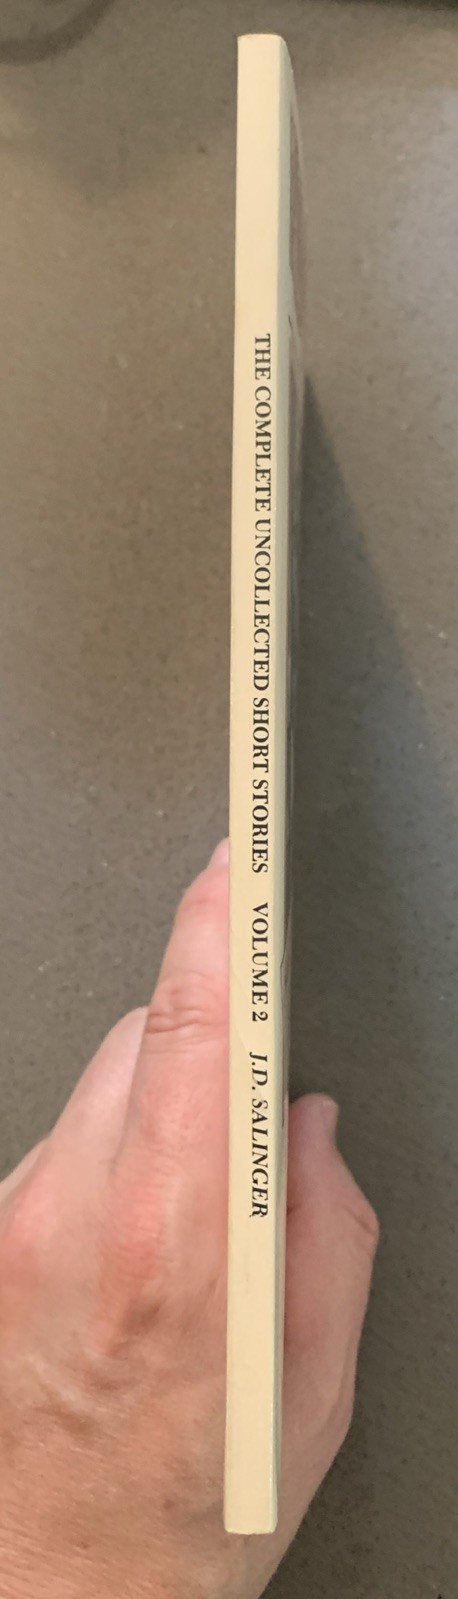 THE COMPLETE UNCOLLECTED SHORT STORIES VOLUME 2 J.D. SALINGER